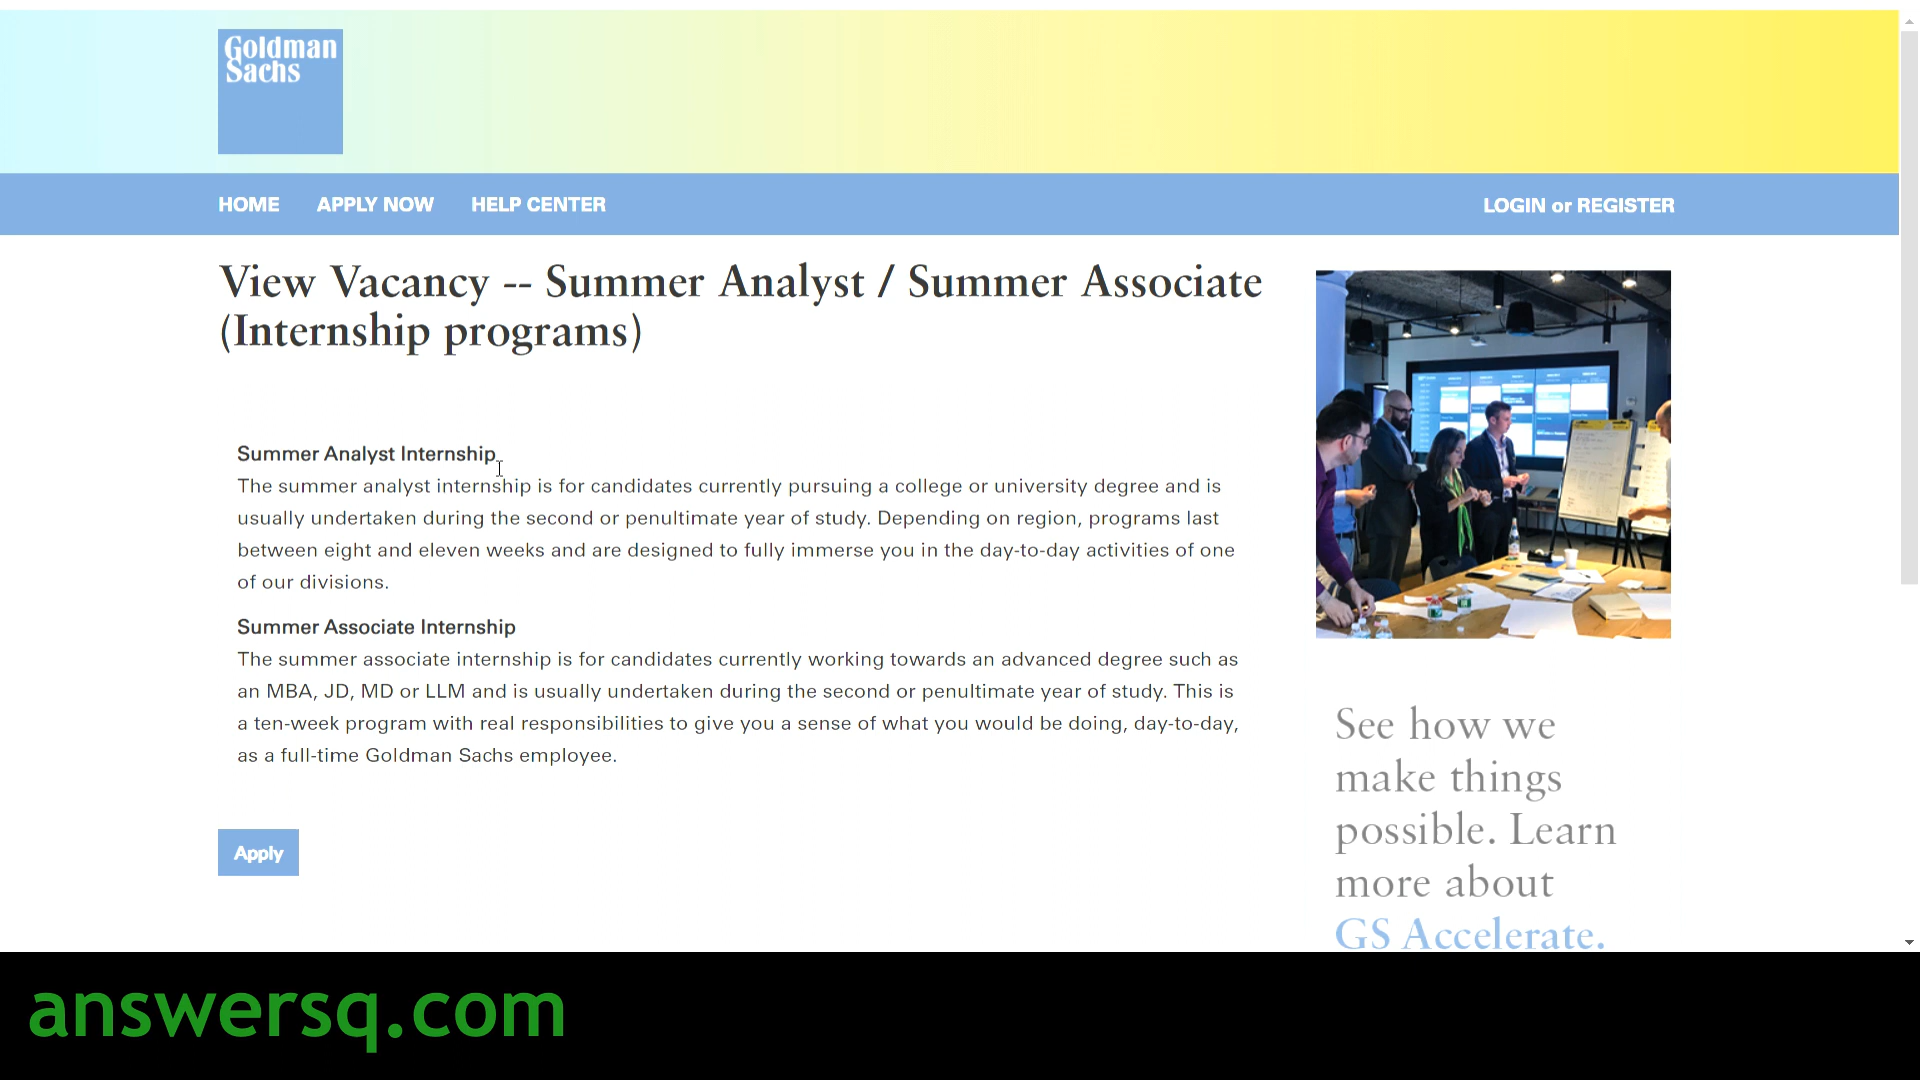 Goldman
Sachs
HOME APPLY NOW HELP CENTER LOGIN or REGISTER
View Vacancy -- Summer Analyst / Summer Associate
(Internship programs)
Summer Analyst Internship
The summer analyst internship is for candidates currently pursuing a college or university degree and is
usually undertaken during the second or penultimate year of study. Depending on region, programs last
between eight and eleven weeks and are designed to fully immerse you in the day-to-day activities of one
of our divisions.
Summer Associate Internship
The summer associate internship is for candidates currently working towards an advanced degree such as
an MBA, JD, MD or LLM and is usually undertaken during the second or penultimate year of study. This is
a ten-week program with real responsibilities to give you a sense of what you would be doing, day-to-day,
as a full-time Goldman Sachs employee.
Apply
See how we
make things
possible. Learn
more about
GS Accelerate.
answersq.com